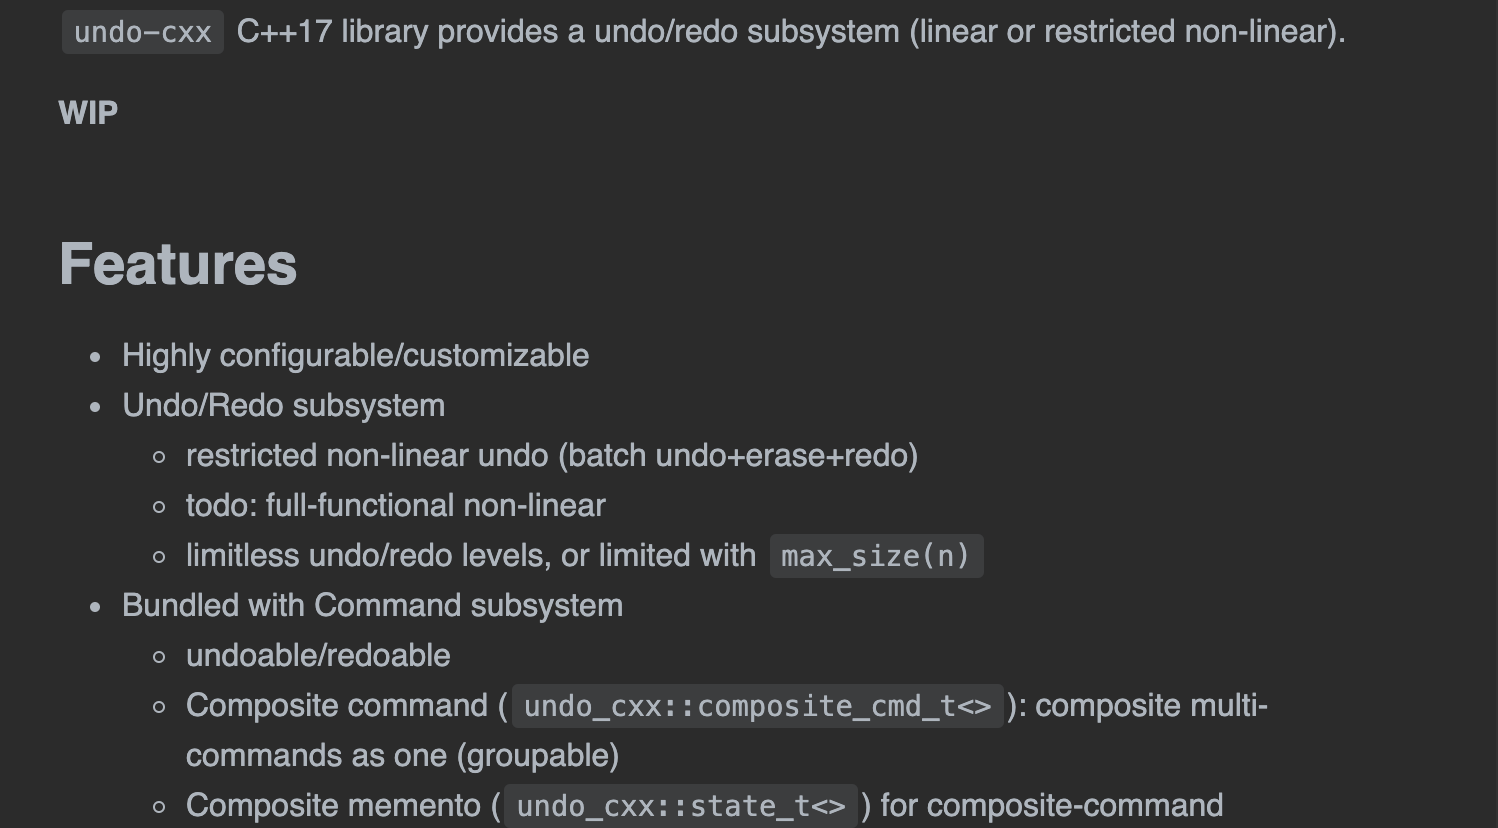 undo-cxx C++17 library provides a undo/redo subsystem (linear or restricted non-linear).
WIP
Features
• Highly configurable/customizable
• Undo/Redo subsystem
◦ restricted non-linear undo (batch undo+erase+redo)
◦ todo: full-functional non-linear
◦ limitless undo/redo levels, or limited with max_size(n)
• Bundled with Command subsystem
◦ undoable/redoable
◦ Composite command ( undo_cxx::composite_cmd_t<> ): composite multi-
commands as one (groupable)
◦ Composite memento ( undo_cxx::state_t<> ) for composite-command